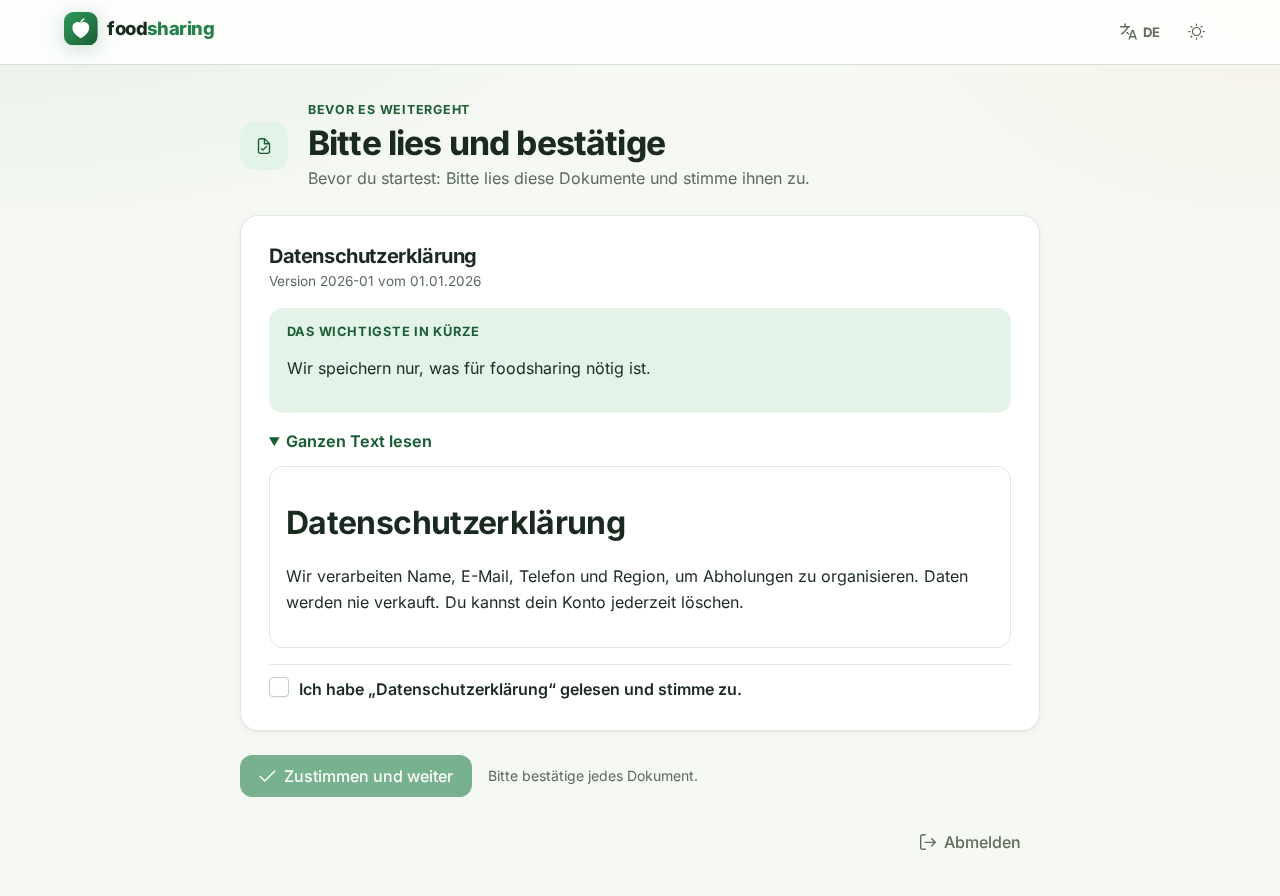 foodsharing
DE
BEVOR ES WEITERGEHT
Bitte lies und bestätige
Bevor du startest: Bitte lies diese Dokumente und stimme ihnen zu.
Datenschutzerklärung
Version 2026-01 vom 01.01.2026
DAS WICHTIGSTE IN KÜRZE
Wir speichern nur, was für foodsharing nötig ist.
Ganzen Text lesen
Datenschutzerklärung
Wir verarbeiten Name, E-Mail, Telefon und Region, um Abholungen zu organisieren. Daten
werden nie verkauft. Du kannst dein Konto jederzeit löschen.
Ich habe „Datenschutzerklärung“ gelesen und stimme zu.
Zustimmen und weiter
Bitte bestätige jedes Dokument.
Abmelden